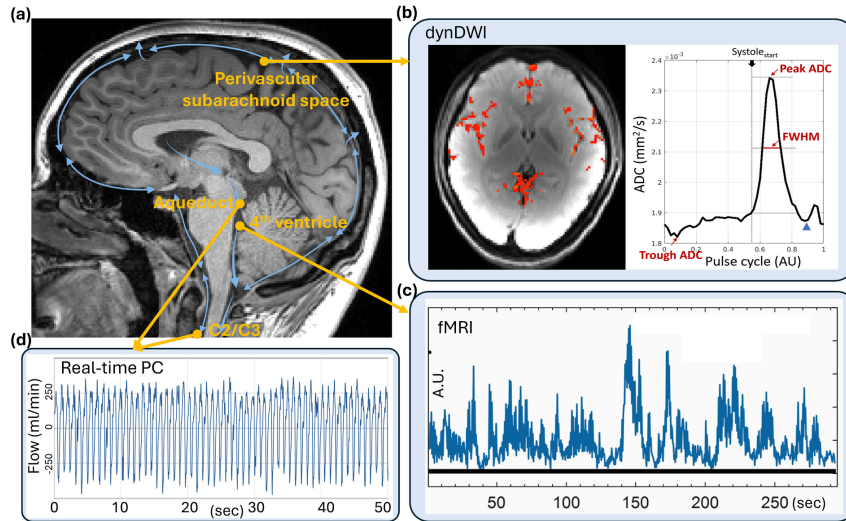 (a)
Perivascular
subarachnoid space
Aqueduct
4th ventricle
C2/C3
(b)
dynDWI
×10⁻³
Systolestart
Peak ADC
FWHM
Trough ADC
ADC (mm²/s)
2.5
2.4
2.3
2.2
2.1
2
1.9
1.8
0 0.2 0.4 0.6 0.8 1
Pulse cycle (AU)
(c)
fMRI
A.U.
50 100 150 200 250 (sec)
(d)
Real-time PC
Flow (ml/min)
250
0
-250
0 10 20 30 40 50
(sec)